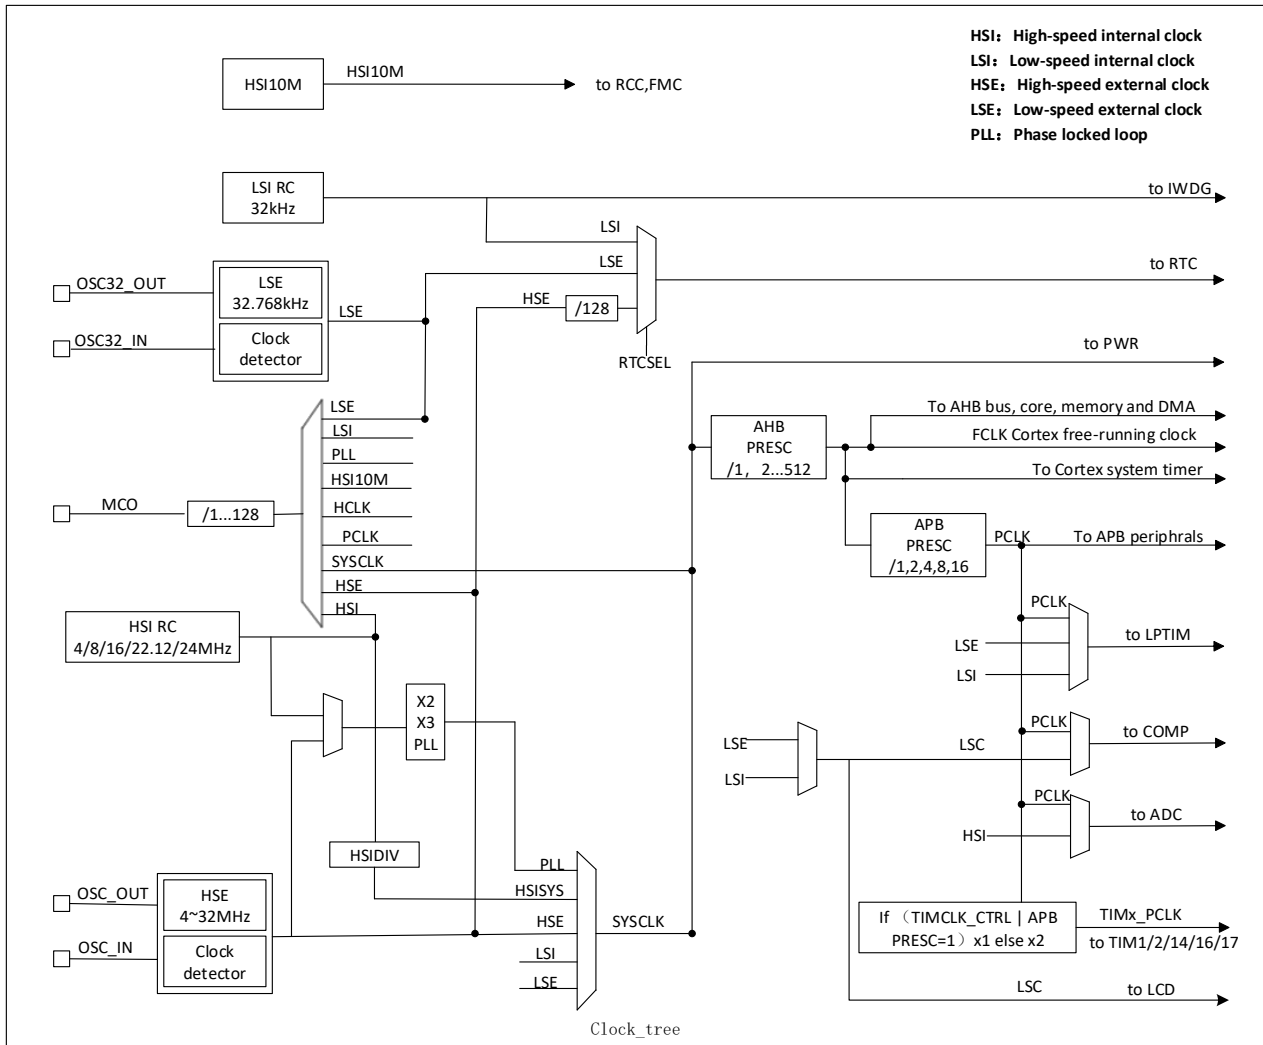 HSI：High-speed internal clock
LSI：Low-speed internal clock
HSE：High-speed external clock
LSE：Low-speed external clock
PLL：Phase locked loop
HSI10M
HSI10M
to RCC,FMC
LSI RC
32kHz
to IWDG
LSI
LSE
HSE
/128
RTCSEL
to RTC
OSC32_OUT
OSC32_IN
LSE
32.768kHz
Clock
detector
LSE
to PWR
AHB
PRESC
/1，2...512
To AHB bus, core, memory and DMA
FCLK Cortex free-running clock
To Cortex system timer
APB
PRESC
/1,2,4,8,16
PCLK
To APB periphrals
MCO
/1...128
LSE
LSI
PLL
HSI10M
HCLK
PCLK
SYSCLK
HSE
HSI
HSI RC
4/8/16/22.12/24MHz
X2
X3
PLL
PCLK
LSE
LSI
to LPTIM
LSE
LSI
LSC
PCLK
to COMP
PCLK
HSI
to ADC
HSIDIV
OSC_OUT
OSC_IN
HSE
4~32MHz
Clock
detector
PLL
HSISYS
HSE
LSI
LSE
SYSCLK
If （TIMCLK_CTRL | APB
PRESC=1）x1 else x2
TIMx_PCLK
to TIM1/2/14/16/17
LSC
to LCD
Clock_tree